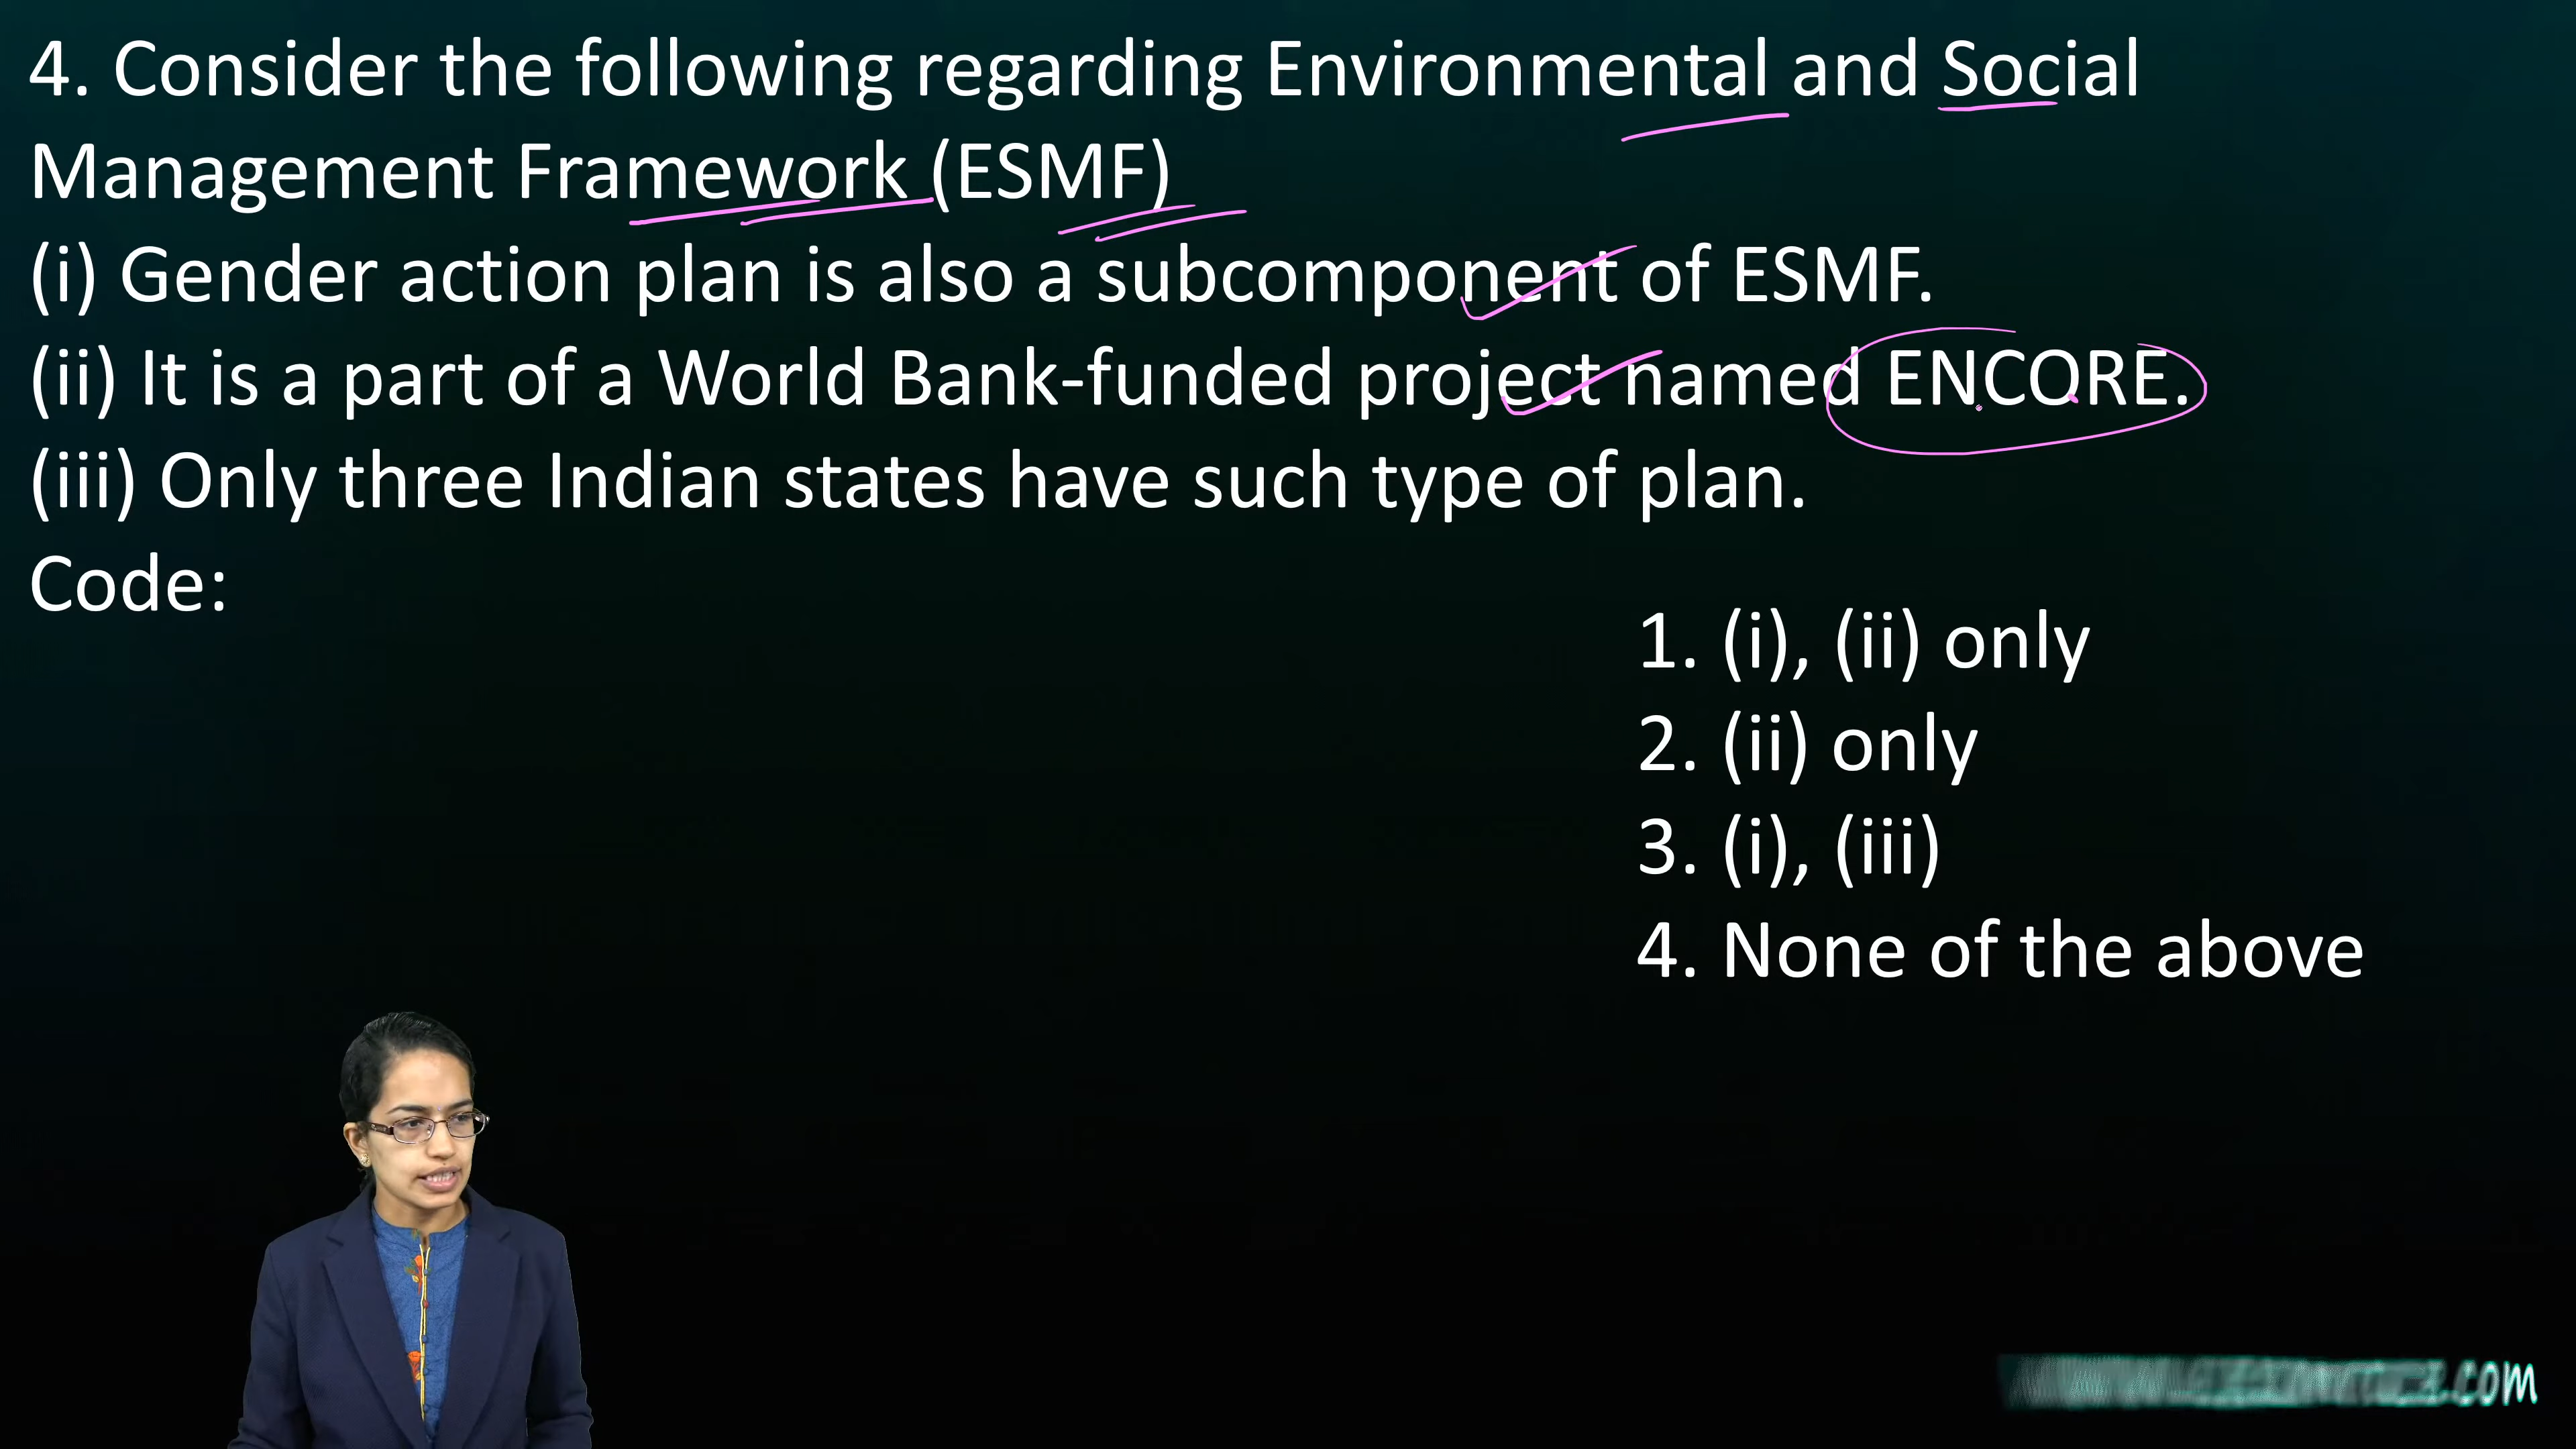 4. Consider the following regarding Environmental and Social
Management Framework (ESMF)
(i) Gender action plan is also a subcomponent of ESMF.
(ii) It is a part of a World Bank-funded project named ENCORE.
(iii) Only three Indian states have such type of plan.
Code:
1. (i), (ii) only
2. (ii) only
3. (i), (iii)
4. None of the above
.com